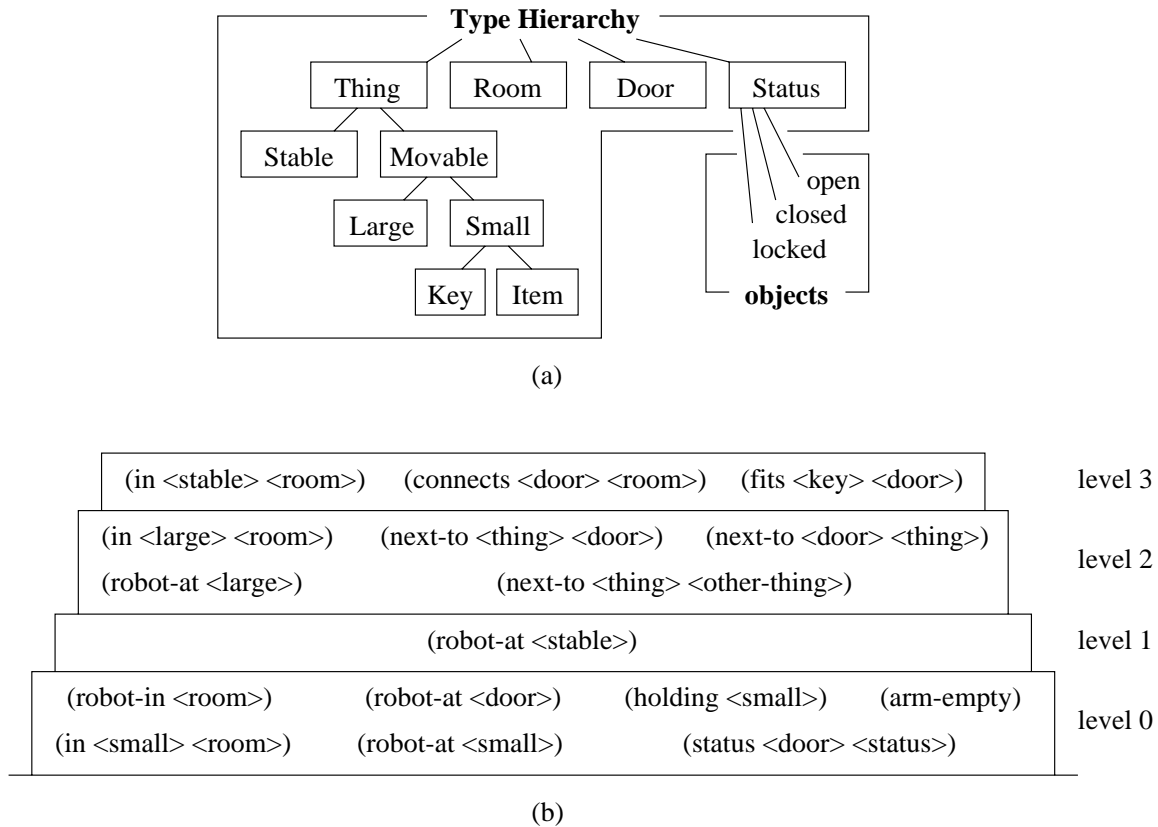 Type Hierarchy
Thing Room Door Status
Stable Movable
open
closed
Large Small
locked
Key Item objects
(a)
(in <stable> <room>) (connects <door> <room>) (fits <key> <door>) level 3
(in <large> <room>) (next-to <thing> <door>) (next-to <door> <thing>)
level 2
(robot-at <large>) (next-to <thing> <other-thing>)
(robot-at <stable>) level 1
(robot-in <room>) (robot-at <door>) (holding <small>) (arm-empty)
level 0
(in <small> <room>) (robot-at <small>) (status <door> <status>)
(b)